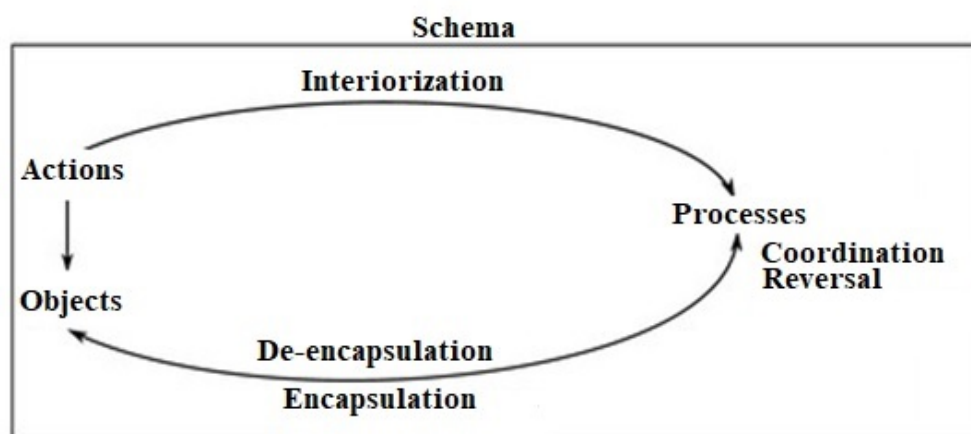 Schema
Interiorization
Actions
Processes
Coordination
Reversal
Objects
De-encapsulation
Encapsulation